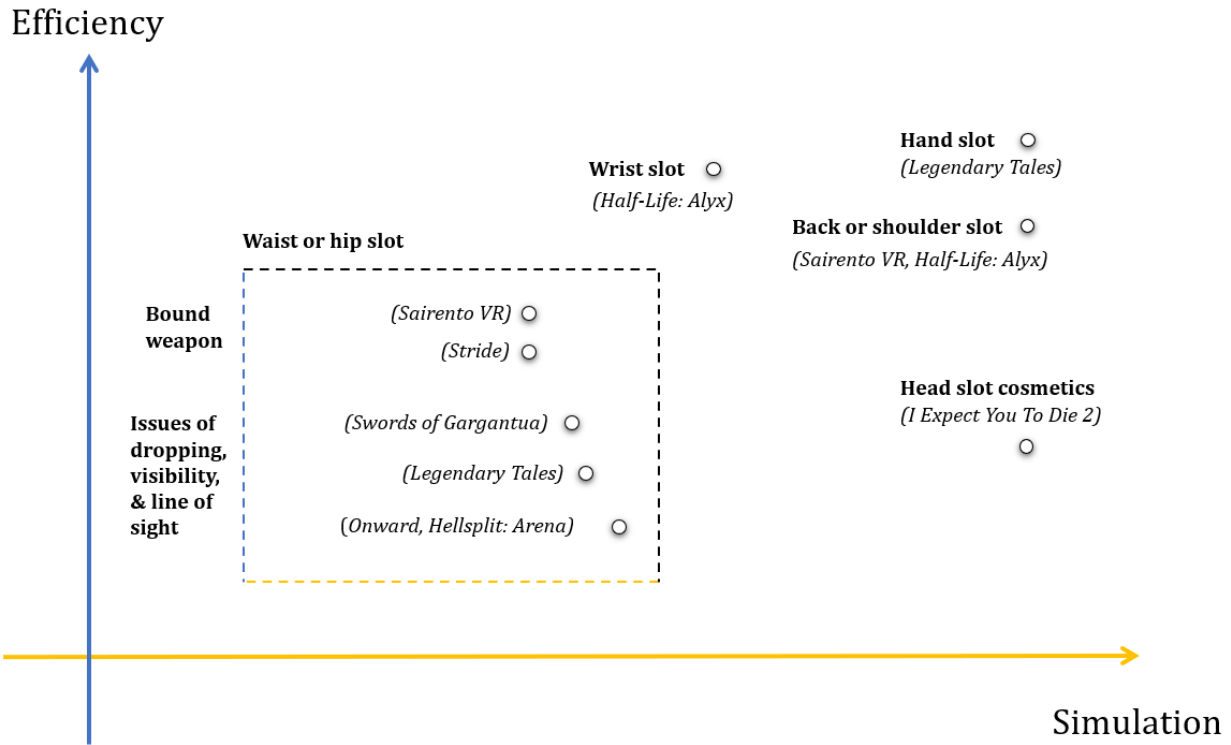 Efficiency
Hand slot
(Legendary Tales)
Wrist slot
(Half-Life: Alyx)
Back or shoulder slot
(Sairento VR, Half-Life: Alyx)
Waist or hip slot
Bound
weapon
(Sairento VR)
(Stride)
Head slot cosmetics
(I Expect You To Die 2)
Issues of
dropping,
visibility,
& line of
sight
(Swords of Gargantua)
(Legendary Tales)
(Onward, Hellsplit: Arena)
Simulation